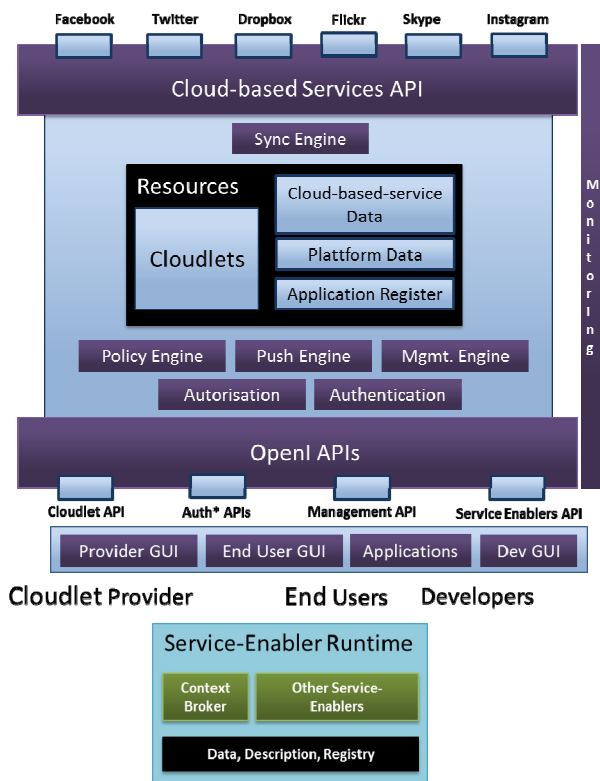 Facebook Twitter Dropbox Flickr Skype Instagram
Cloud-based Services API
Sync Engine
Resources
Cloudlets
Cloud-based-service
Data
Plattform Data
Application Register
Policy Engine Push Engine Mgmt. Engine
Autorisation Authentication
Monitoring
OpenI APIs
Cloudlet API Auth* APIs Management API Service Enablers API
Provider GUI End User GUI Applications Dev GUI
Cloudlet Provider End Users Developers
Service-Enabler Runtime
Context
Broker
Other Service-
Enablers
Data, Description, Registry